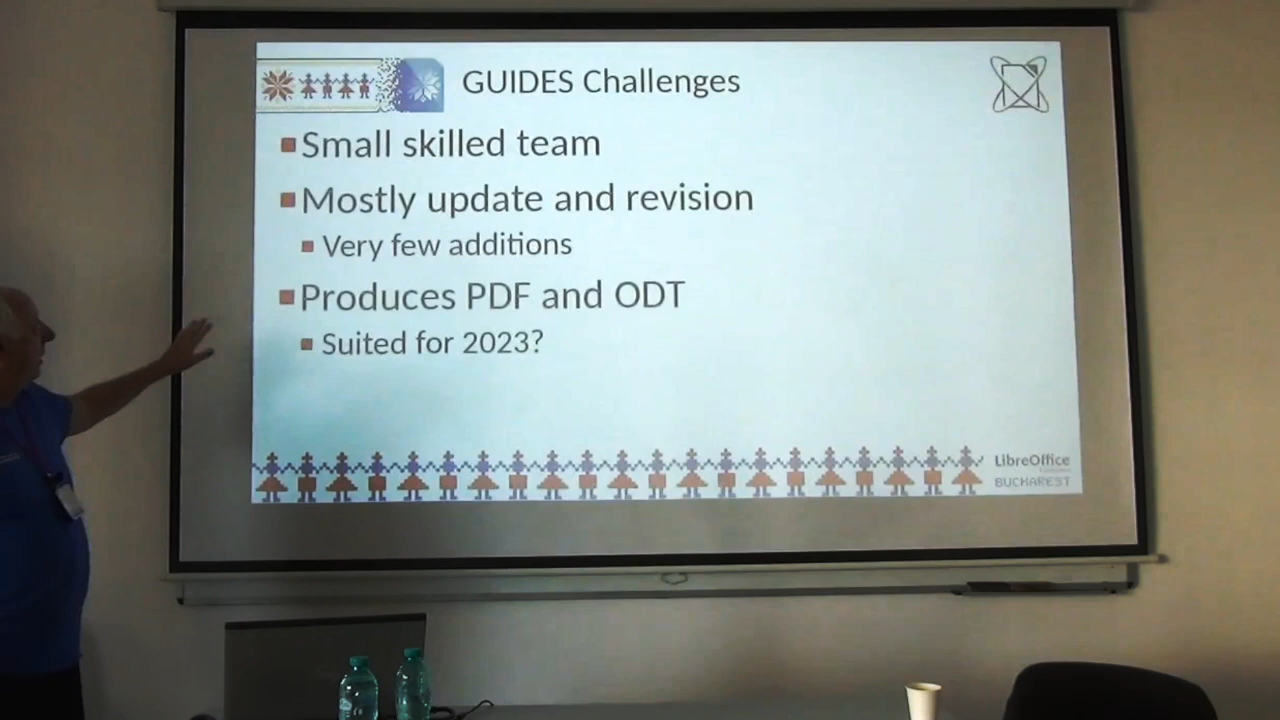 GUIDES Challenges
Small skilled team
Mostly update and revision
Very few additions
Produces PDF and ODT
Suited for 2023?
LibreOffice
BUCHAREST